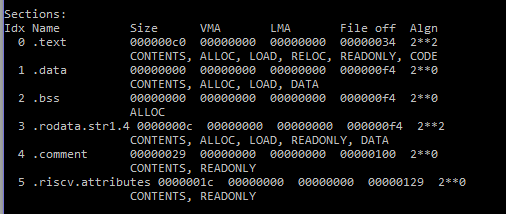 Sections:
Idx Name          Size      VMA       LMA       File off  Algn
  0 .text         000000c0  00000000  00000000  00000034  2**2
                  CONTENTS, ALLOC, LOAD, RELOC, READONLY, CODE
  1 .data         00000000  00000000  00000000  000000f4  2**0
                  CONTENTS, ALLOC, LOAD, DATA
  2 .bss          00000000  00000000  00000000  000000f4  2**0
                  ALLOC
  3 .rodata.str1.4 0000000c  00000000  00000000  000000f4  2**2
                  CONTENTS, ALLOC, LOAD, READONLY, DATA
  4 .comment      00000029  00000000  00000000  00000100  2**0
                  CONTENTS, READONLY
  5 .riscv.attributes 0000001c  00000000  00000000  00000129  2**0
                  CONTENTS, READONLY